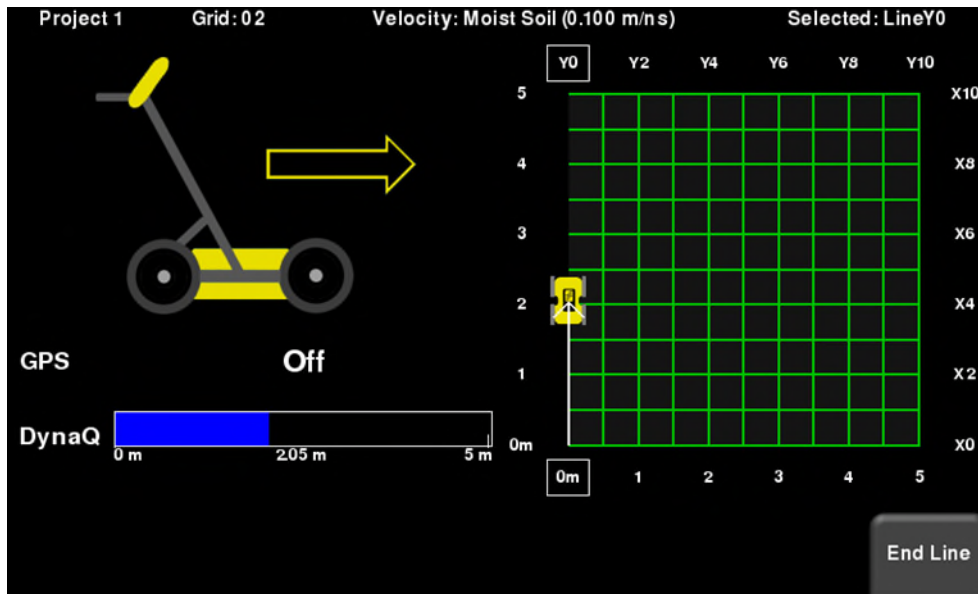 Project 1 Grid: 02 Velocity: Moist Soil (0.100 m/ns) Selected: LineY0
Y0 Y2 Y4 Y6 Y8 Y10
5 X10
4 X8
3 X6
2 X4
1 X2
0m X0
0m 1 2 3 4 5
GPS Off
DynaQ
0 m 2.05 m 5 m
End Line